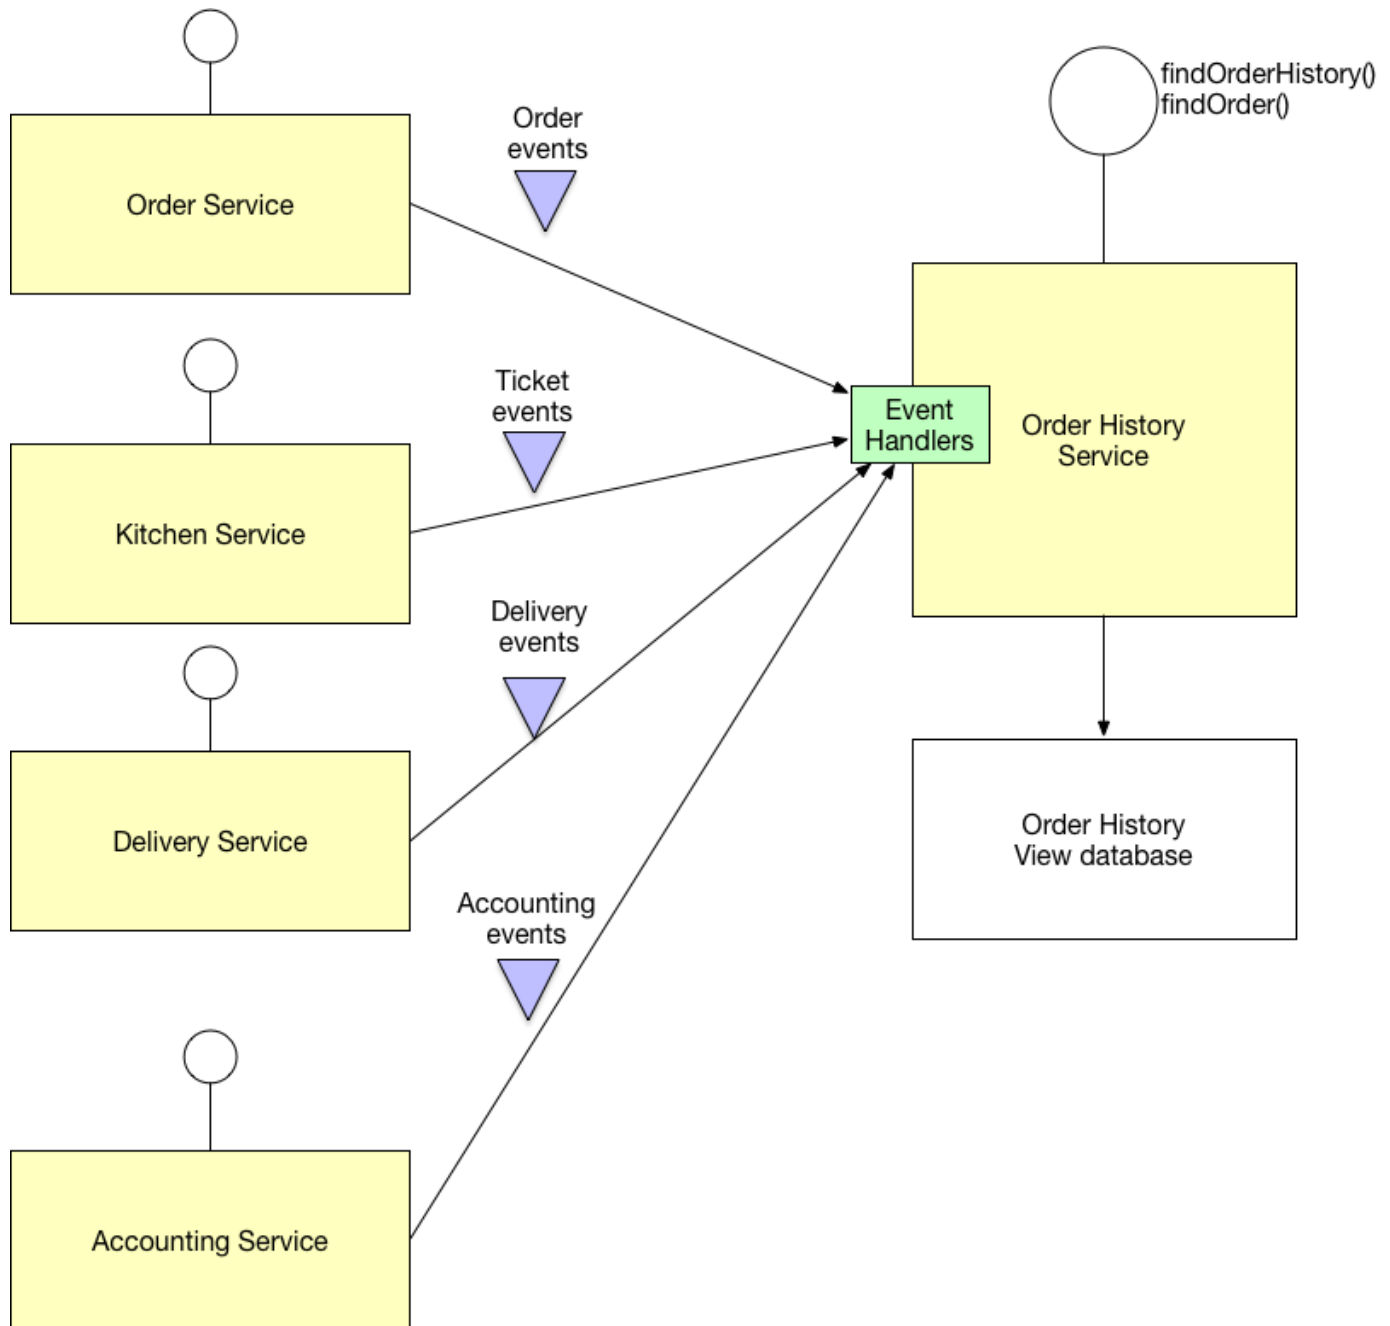 Order
events
findOrderHistory()
findOrder()
Order Service
Ticket
events
Event
Handlers
Order History
Service
Kitchen Service
Delivery
events
Delivery Service
Order History
View database
Accounting
events
Accounting Service